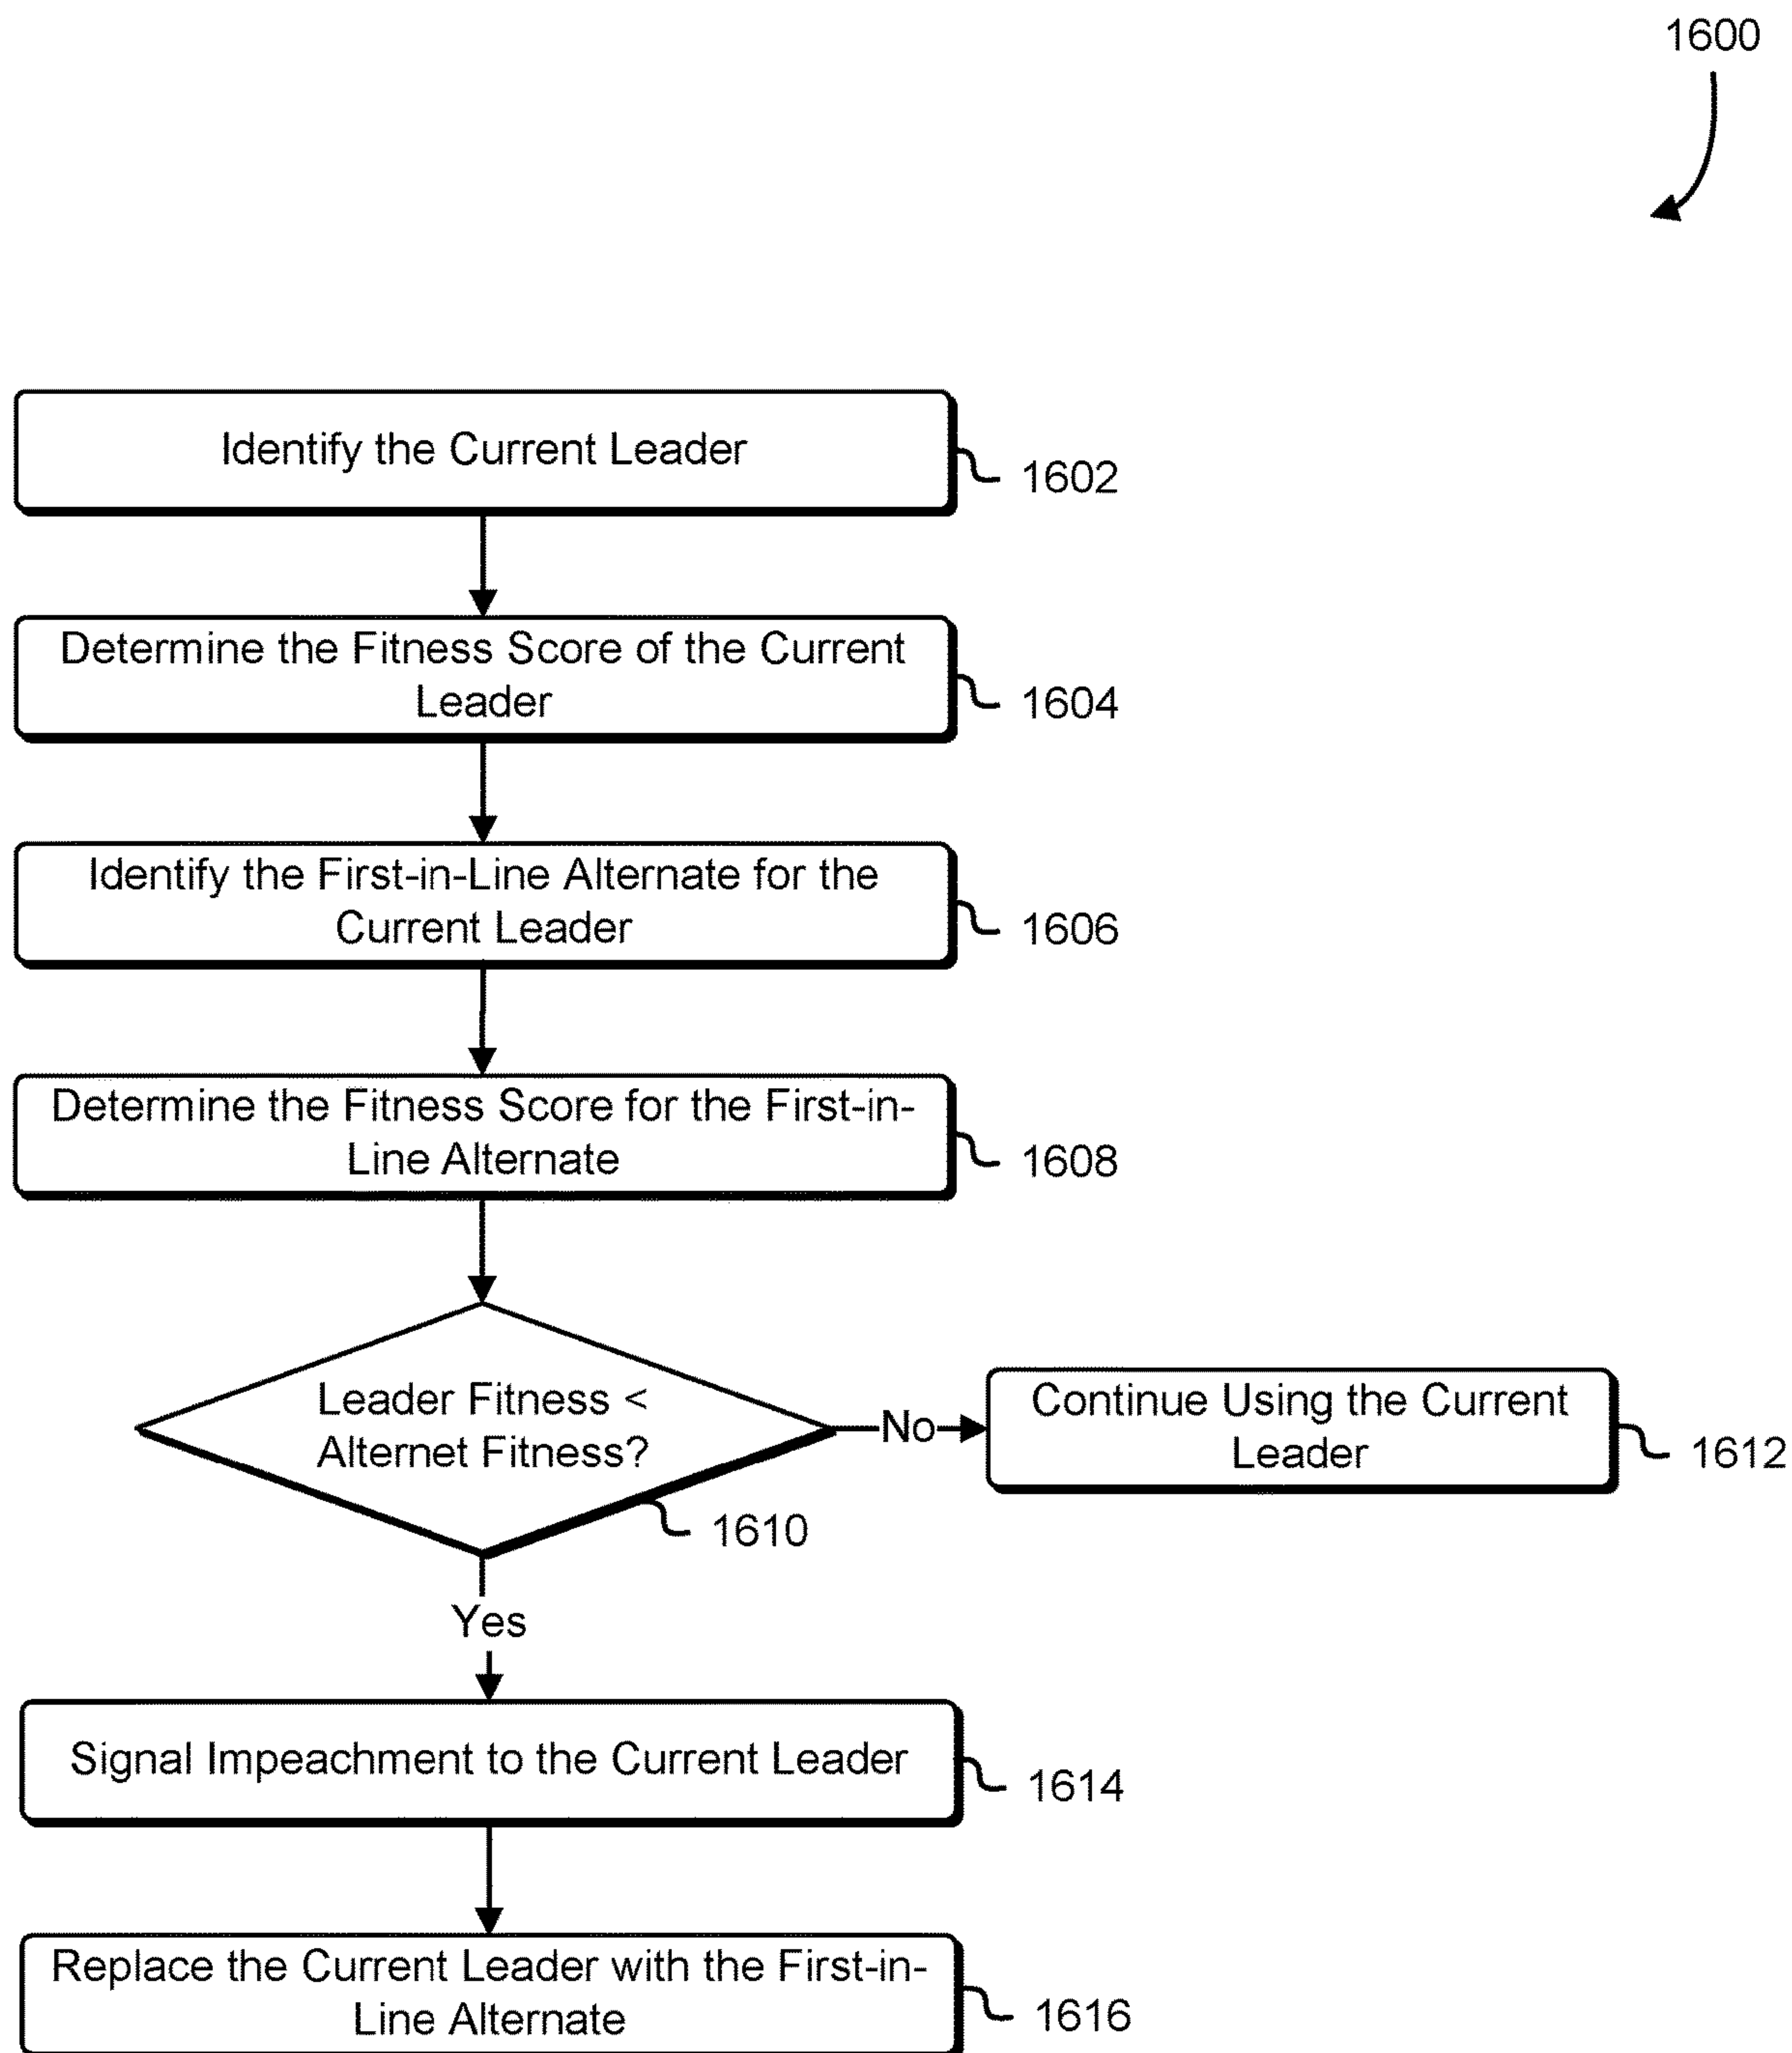 1600
Identify the Current Leader
1602
Determine the Fitness Score of the Current
Leader
1604
Identify the First-in-Line Alternate for the
Current Leader
1606
Determine the Fitness Score for the First-in-
Line Alternate
1608
Leader Fitness <
Alternet Fitness?
1610
No
Continue Using the Current
Leader
1612
Yes
Signal Impeachment to the Current Leader
1614
Replace the Current Leader with the First-in-
Line Alternate
1616